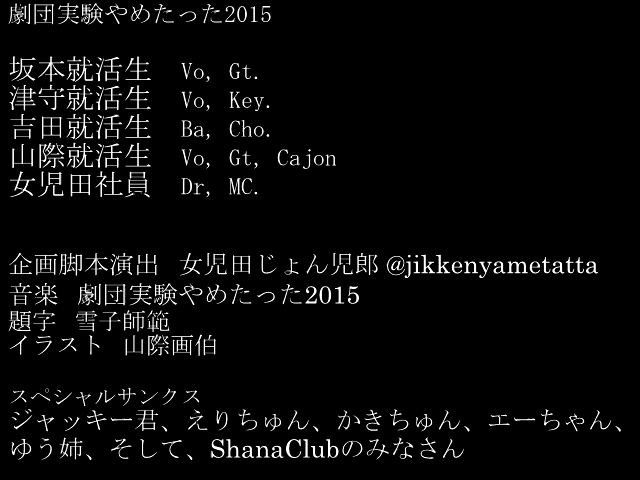 劇団実験やめたった2015
坂本就活生 Vo, Gt.
津守就活生 Vo, Key.
吉田就活生 Ba, Cho.
山際就活生 Vo, Gt, Cajon
女児田社員 Dr, MC.
企画脚本演出 女児田じょん児郎 @jikkenyametatta
音楽 劇団実験やめたった2015
題字 雪子師範
イラスト 山際画伯
スペシャルサンクス
ジャッキー君、えりちゅん、かきちゅん、エーちゃん、
ゆう姉、そして、ShanaClubのみなさん